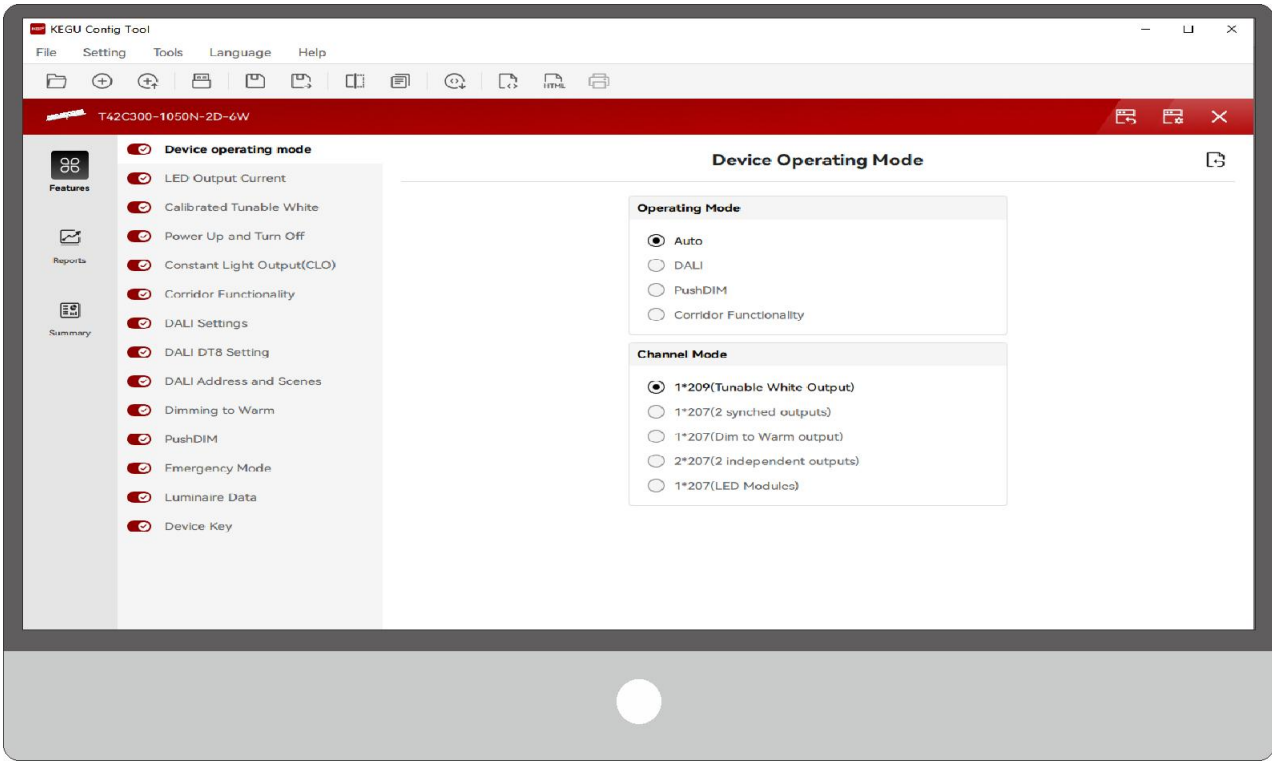 KEGU Config Tool
File Setting Tools Language Help
HTML
T42C300-1050N-2D-6W
Features
Reports
Summary
Device operating mode
LED Output Current
Calibrated Tunable White
Power Up and Turn Off
Constant Light Output(CLO)
Corridor Functionality
DALI Settings
DALI DT8 Setting
DALI Address and Scenes
Dimming to Warm
PushDIM
Emergency Mode
Luminaire Data
Device Key
Device Operating Mode
Operating Mode
Auto
DALI
PushDIM
Corridor Functionality
Channel Mode
1*209(Tunable White Output)
1*207(2 synched outputs)
1*207(Dim to Warm output)
2*207(2 independent outputs)
1*207(LED Modules)